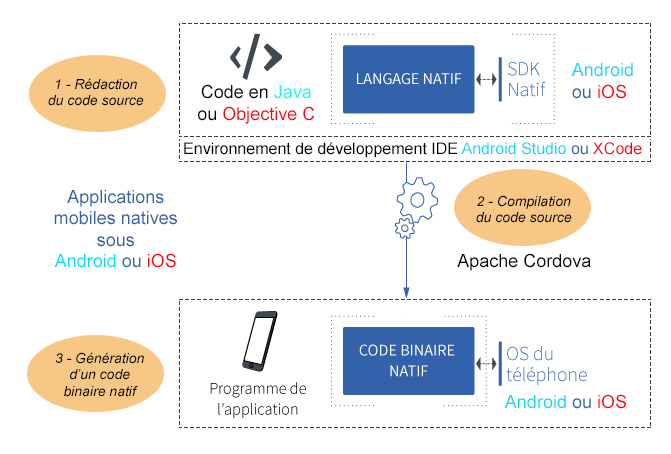 1 - Rédaction
du code source
Code en Java
ou Objective C
LANGAGE NATIF
SDK
Natif
Android
ou iOS
Environnement de développement IDE Android Studio ou XCode
Applications
mobiles natives
sous
Android ou iOS
2 - Compilation
du code source
Apache Cordova
3 - Génération
d'un code
binaire natif
Programme de
l'application
CODE BINAIRE
NATIF
OS du
téléphone
Android ou iOS